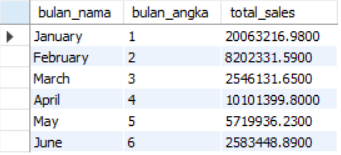 bulan_nama bulan_angka total_sales
January 1 20063216.9800
February 2 8202331.5900
March 3 2546131.6500
April 4 10101399.8000
May 5 5719936.2300
June 6 2583448.8900